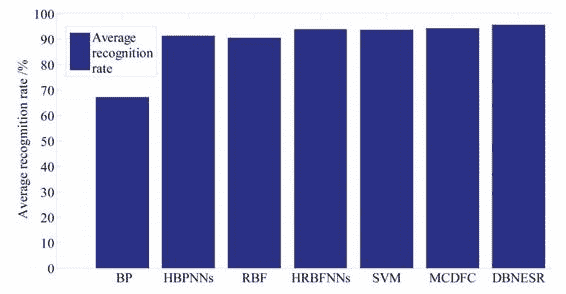 100
90
80
70
60
50
40
30
20
10
0
Average recognition rate /%
Average
recognition
rate
BP HBPNNs RBF HRBFNNs SVM MCDFC DBNESR